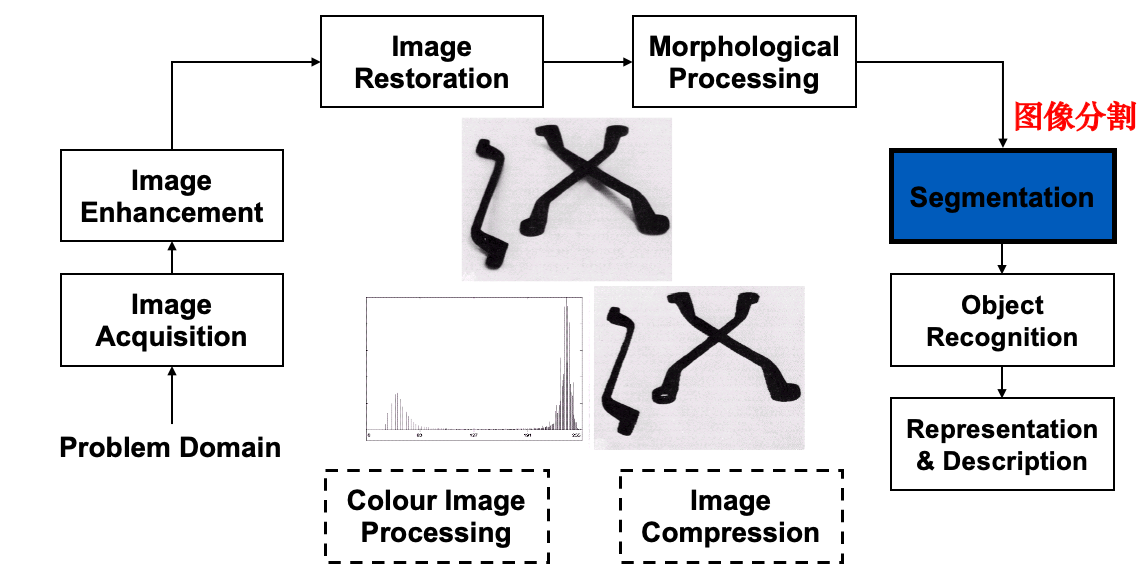 Image
Restoration
Morphological
Processing
图像分割
Image
Enhancement
Segmentation
Image
Acquisition
Object
Recognition
Problem Domain
0 63 127 191 255
Representation
& Description
Colour Image
Processing
Image
Compression